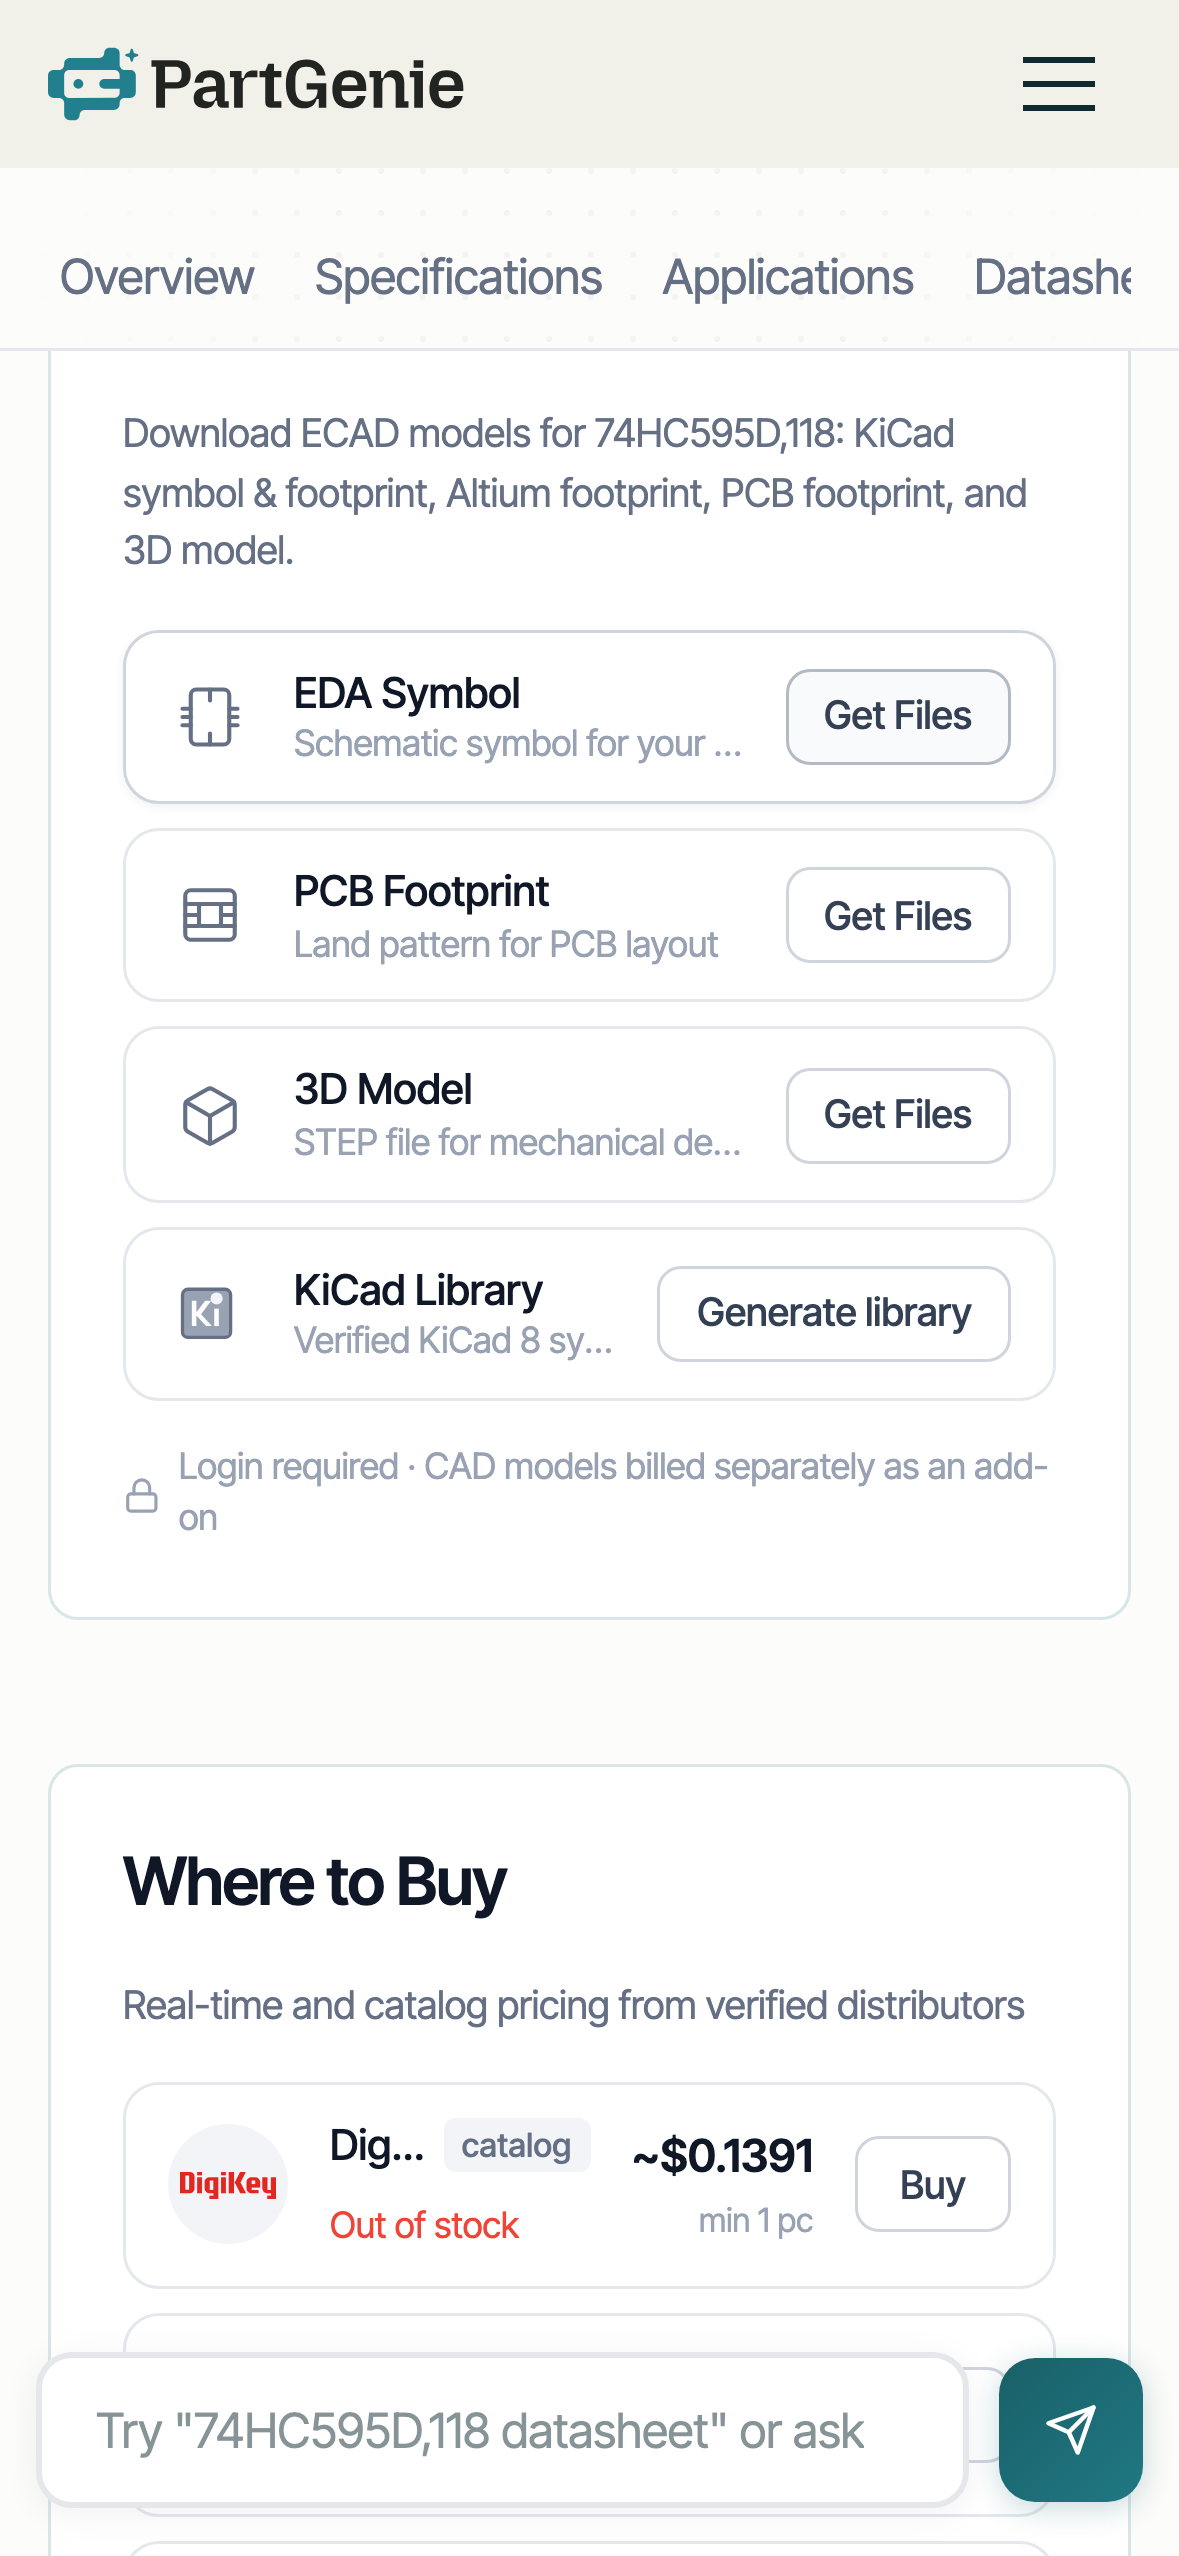 PartGenie
Overview Specifications Applications Datashe
Download ECAD models for 74HC595D,118: KiCad
symbol & footprint, Altium footprint, PCB footprint, and
3D model.
EDA Symbol
Schematic symbol for your ...
Get Files
PCB Footprint
Land pattern for PCB layout
Get Files
3D Model
STEP file for mechanical de...
Get Files
Ki
KiCad Library
Verified KiCad 8 sy...
Generate library
Login required · CAD models billed separately as an add-
on
Where to Buy
Real-time and catalog pricing from verified distributors
DigiKey
Dig... catalog
Out of stock
~$0.1391
min 1 pc
Buy
Try "74HC595D,118 datasheet" or ask